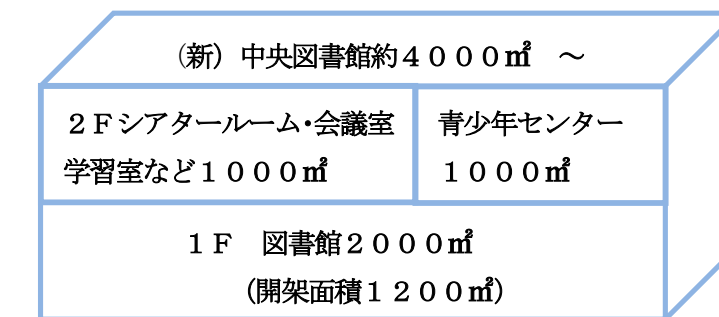 （新）中央図書館約４０００㎡　～
２Ｆシアタールーム・会議室
学習室など１０００㎡
青少年センター
１０００㎡
１Ｆ　図書館２０００㎡
（開架面積１２００㎡）